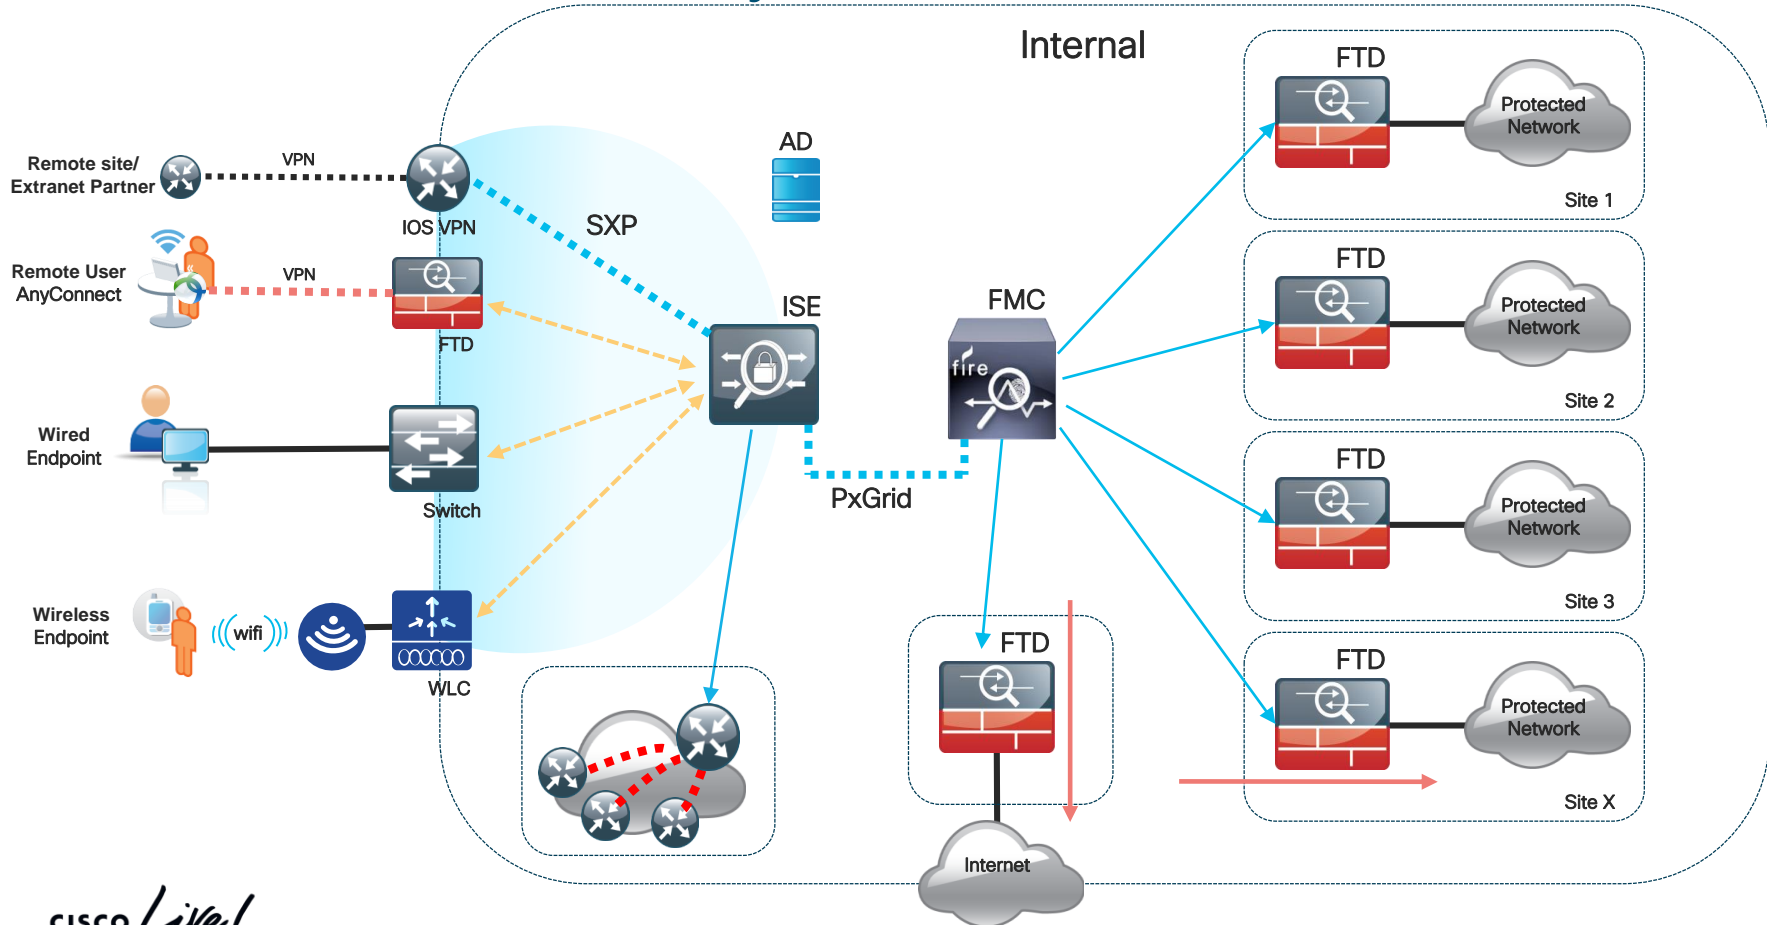 Internal
FTD
Protected
Network
Site 1
AD
Remote site/
Extranet Partner
VPN
IOS VPN
SXP
Remote User
AnyConnect
VPN
FTD
ISE
FMC
fire
FTD
Protected
Network
Site 2
Wired
Endpoint
Switch
PxGrid
FTD
Protected
Network
Site 3
Wireless
Endpoint
wifi
WLC
FTD
Internet
FTD
Protected
Network
Site X
cisco Live!